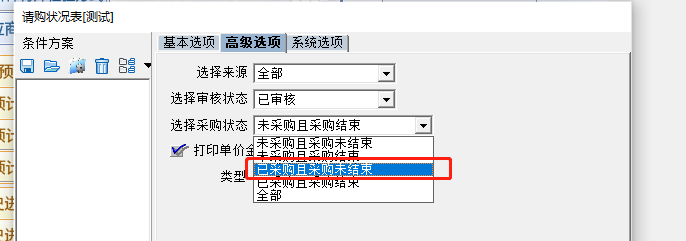 请购状况表[测试]
条件方案
基本选项 高级选项 系统选项
选择来源 全部
选择审核状态 已审核
选择采购状态 未采购且采购结束
未采购且采购未结束
打印单价金
未采购且采购结束
类型
已采购且采购未结束
已采购且采购结束
全部